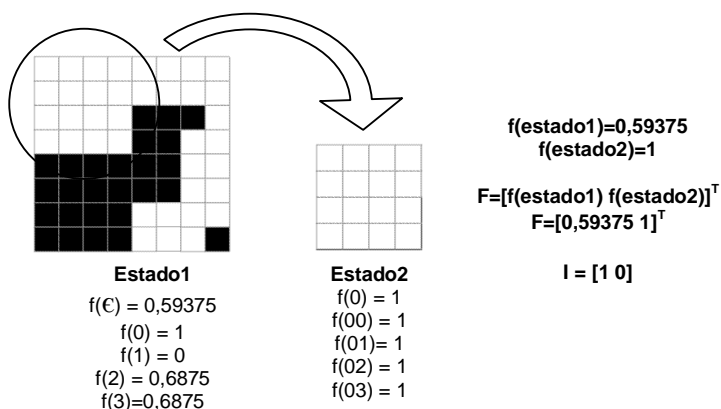 f(estado1)=0,59375
f(estado2)=1
F=[f(estado1) f(estado2)]^T
F=[0,59375 1]^T
I = [1 0]
Estado1
f(Є) = 0,59375
f(0) = 1
f(1) = 0
f(2) = 0,6875
f(3)=0,6875
Estado2
f(0) = 1
f(00) = 1
f(01)= 1
f(02) = 1
f(03) = 1